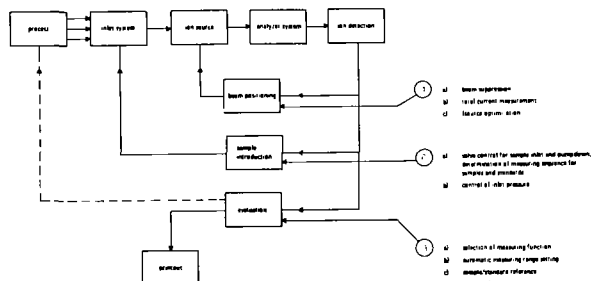 process
inlet system
ion source
analyzer system
ion detection
beam positioning
1
a) beam suppression
b) total current measurement
c) source optimisation
sample
introduction
2
a) valve control for sample inlet and pumpdown,
determination of measuring sequence for
samples and standards
b) control of inlet pressure
evaluation
3
a) selection of measuring function
b) automatic measuring range setting
c) sample/standard reference
printout